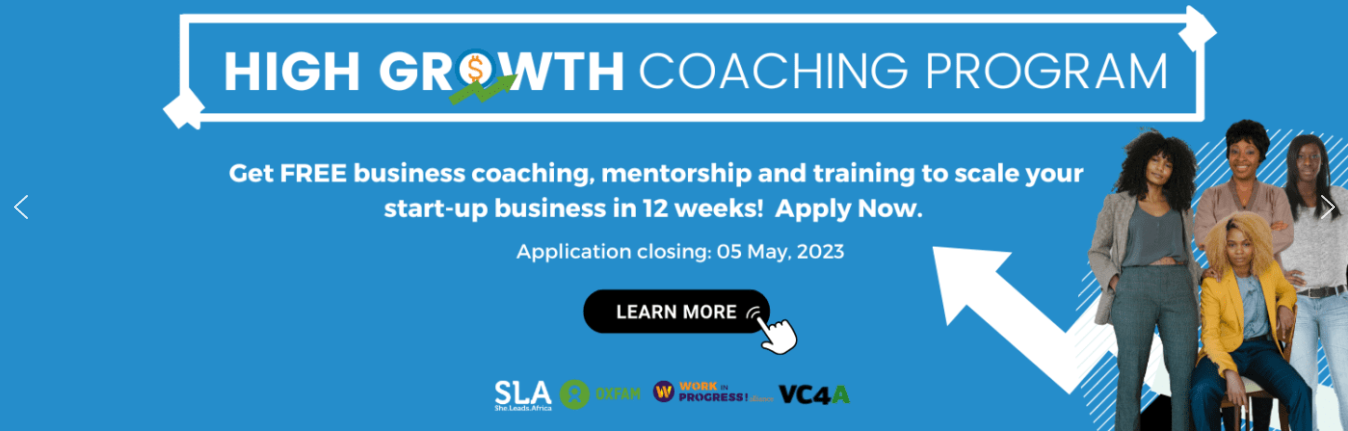 HIGH GROWTH COACHING PROGRAM
Get FREE business coaching, mentorship and training to scale your
start-up business in 12 weeks! Apply Now.
Application closing: 05 May, 2023
LEARN MORE
SLA
She.Leads.Africa
OXFAM
W WORK IN
PROGRESS! alliance
VC4A